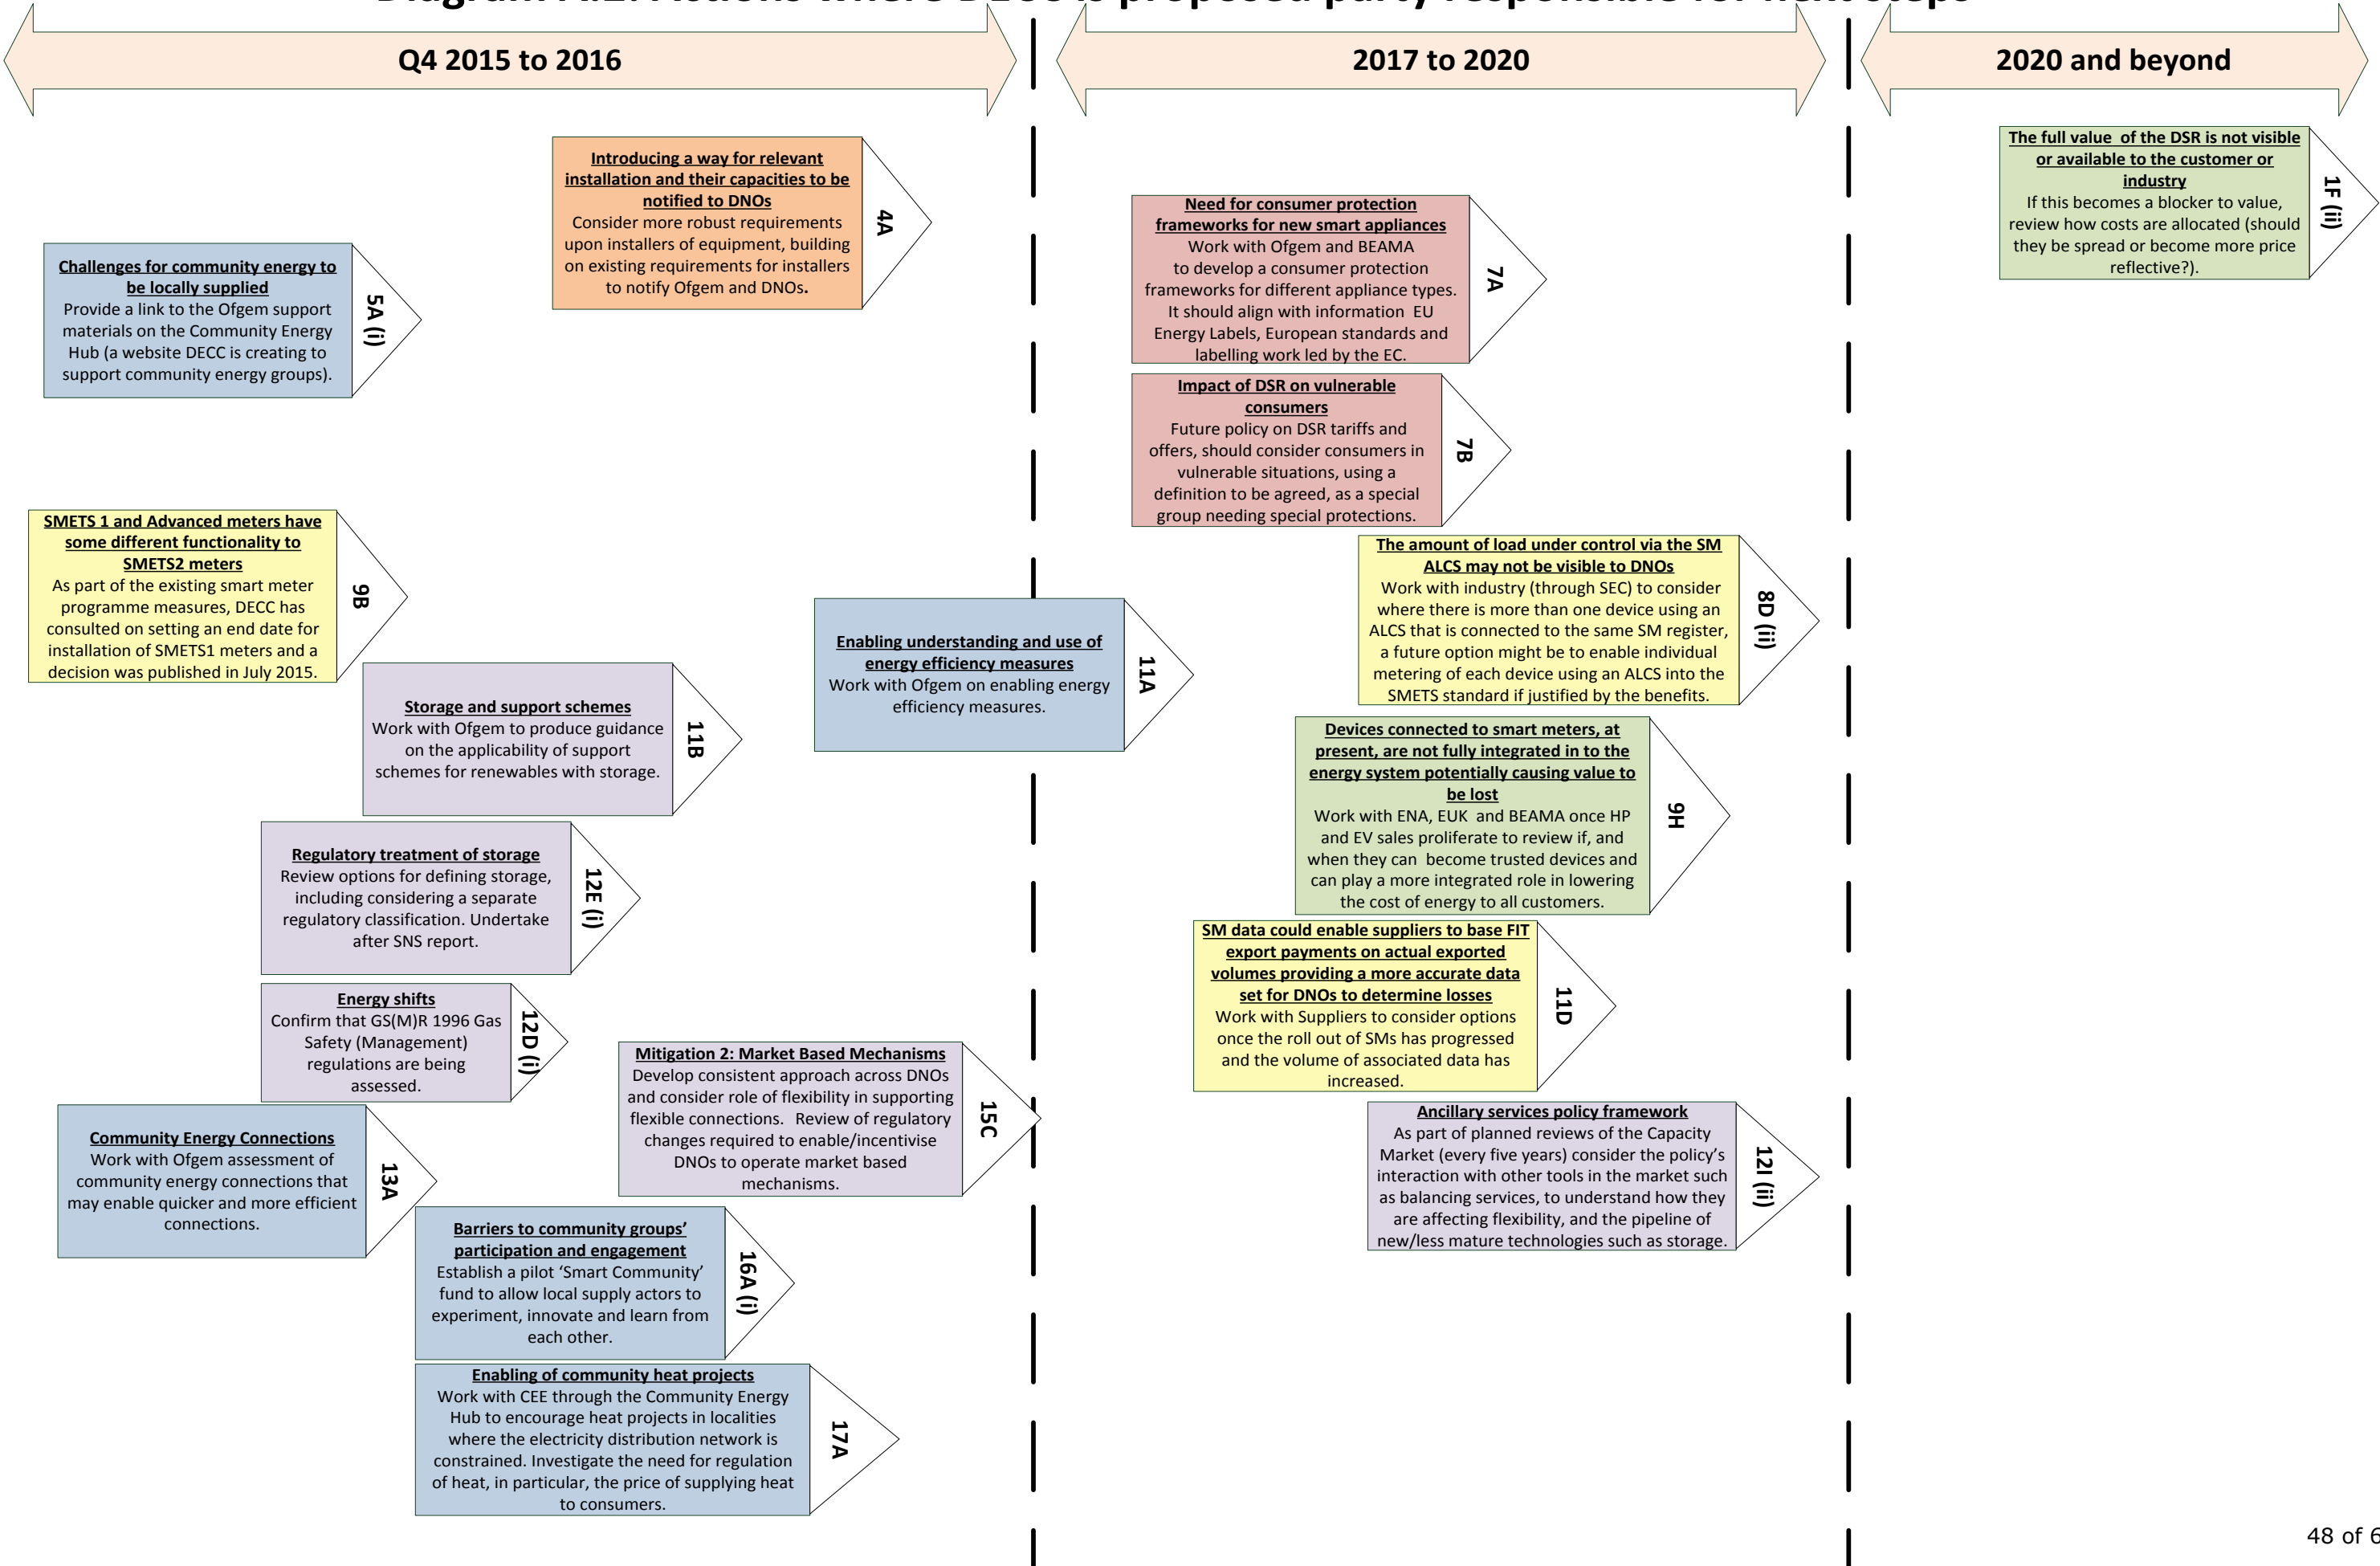 Diagram Actions where DECC is proposed party responsible for next steps
Q4 2015 to 2016
2017 to 2020
2020 and beyond
Introducing a way for relevant
installation and their capacities to be
notified to DNOs
Consider more robust requirements
upon installers of equipment, building
on existing requirements for installers
to notify Ofgem and DNOs.
4A
Challenges for community energy to
be locally supplied
Provide a link to the Ofgem support
materials on the Community Energy
Hub (a website DECC is creating to
support community energy groups).
5A (i)
SMETS 1 and Advanced meters have
some different functionality to
SMETS2 meters
As part of the existing smart meter
programme measures, DECC has
consulted on setting an end date for
installation of SMETS1 meters and a
decision was published in July 2015.
9B
Storage and support schemes
Work with Ofgem to produce guidance
on the applicability of support
schemes for renewables with storage.
11B
Enabling understanding and use of
energy efficiency measures
Work with Ofgem on enabling energy
efficiency measures.
11A
Regulatory treatment of storage
Review options for defining storage,
including considering a separate
regulatory classification. Undertake
after SNS report.
12E (i)
Energy shifts
Confirm that GS(M)R 1996 Gas
Safety (Management)
regulations are being
assessed.
12D (i)
Mitigation 2: Market Based Mechanisms
Develop consistent approach across DNOs
and consider role of flexibility in supporting
flexible connections. Review of regulatory
changes required to enable/incentivise
DNOs to operate market based
mechanisms.
15C
Community Energy Connections
Work with Ofgem assessment of
community energy connections that
may enable quicker and more efficient
connections.
13A
Barriers to community groups’
participation and engagement
Establish a pilot ‘Smart Community’
fund to allow local supply actors to
experiment, innovate and learn from
each other.
16A (i)
Enabling of community heat projects
Work with CEE through the Community Energy
Hub to encourage heat projects in localities
where the electricity distribution network is
constrained. Investigate the need for regulation
of heat, in particular, the price of supplying heat
to consumers.
17A
Need for consumer protection
frameworks for new smart appliances
Work with Ofgem and BEAMA
to develop a consumer protection
frameworks for different appliance types.
It should align with information EU
Energy Labels, European standards and
labelling work led by the EC.
7A
Impact of DSR on vulnerable
consumers
Future policy on DSR tariffs and
offers, should consider consumers in
vulnerable situations, using a
definition to be agreed, as a special
group needing special protections.
7B
The amount of load under control via the SM
ALCS may not be visible to DNOs
Work with industry (through SEC) to consider
where there is more than one device using an
ALCS that is connected to the same SM register,
a future option might be to enable individual
metering of each device using an ALCS into the
SMETS standard if justified by the benefits.
8D (ii)
Devices connected to smart meters, at
present, are not fully integrated in to the
energy system potentially causing value to
be lost
Work with ENA, EUK and BEAMA once HP
and EV sales proliferate to review if, and
when they can become trusted devices and
can play a more integrated role in lowering
the cost of energy to all customers.
9H
SM data could enable suppliers to base FIT
export payments on actual exported
volumes providing a more accurate data
set for DNOs to determine losses
Work with Suppliers to consider options
once the roll out of SMs has progressed
and the volume of associated data has
increased.
11D
Ancillary services policy framework
As part of planned reviews of the Capacity
Market (every five years) consider the policy’s
interaction with other tools in the market such
as balancing services, to understand how they
are affecting flexibility, and the pipeline of
new/less mature technologies such as storage.
12I (ii)
The full value of the DSR is not visible
or available to the customer or
industry
If this becomes a blocker to value,
review how costs are allocated (should
they be spread or become more price
reflective?).
1F (ii)
48 of 6